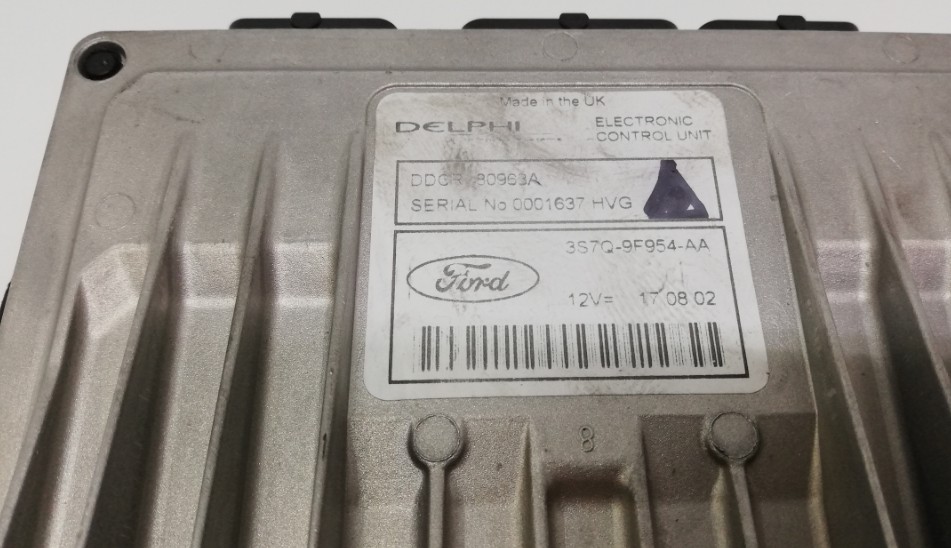 Made in the UK
DELPHI
ELECTRONIC
CONTROL UNIT
80963A
SERIAL No 0001637 HVG
3S7Q-9F954-AA
Ford
12V= 17.08.02
8